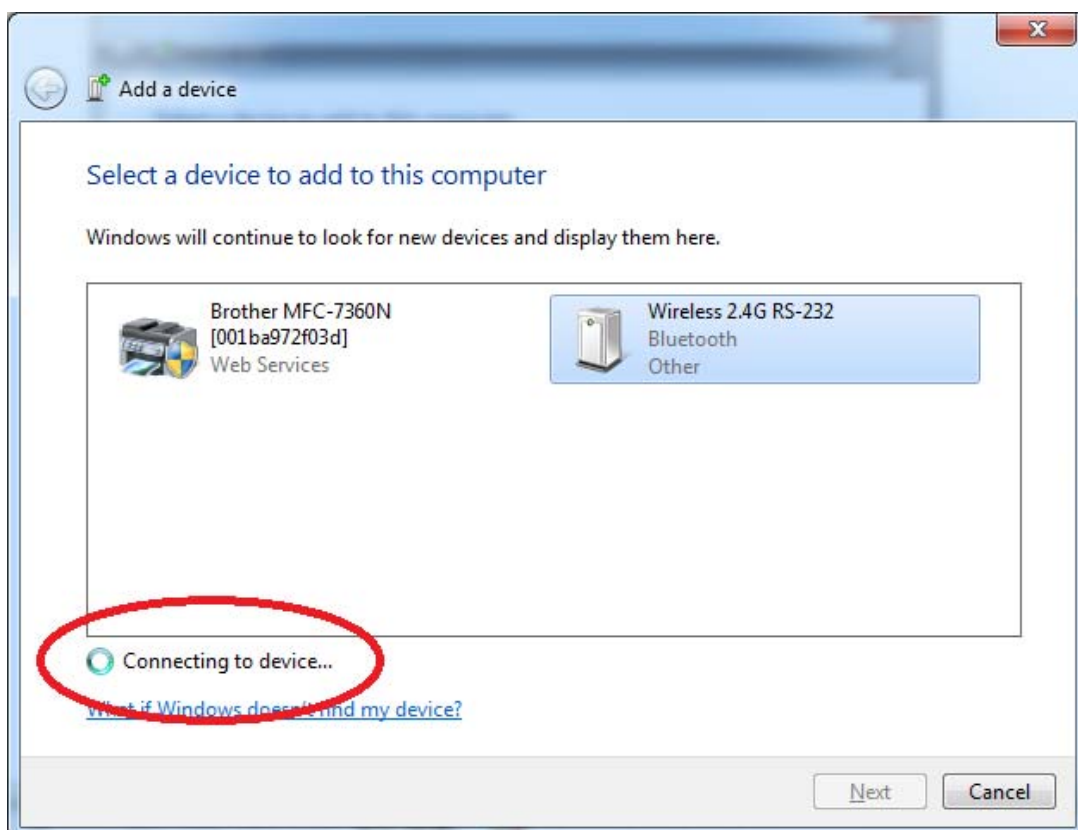 Add a device
Select a device to add to this computer
Windows will continue to look for new devices and display them here.
Brother MFC-7360N
[001ba972f03d]
Web Services
Wireless 2.4G RS-232
Bluetooth
Other
Connecting to device...
What if Windows doesn't find my device?
Next
Cancel